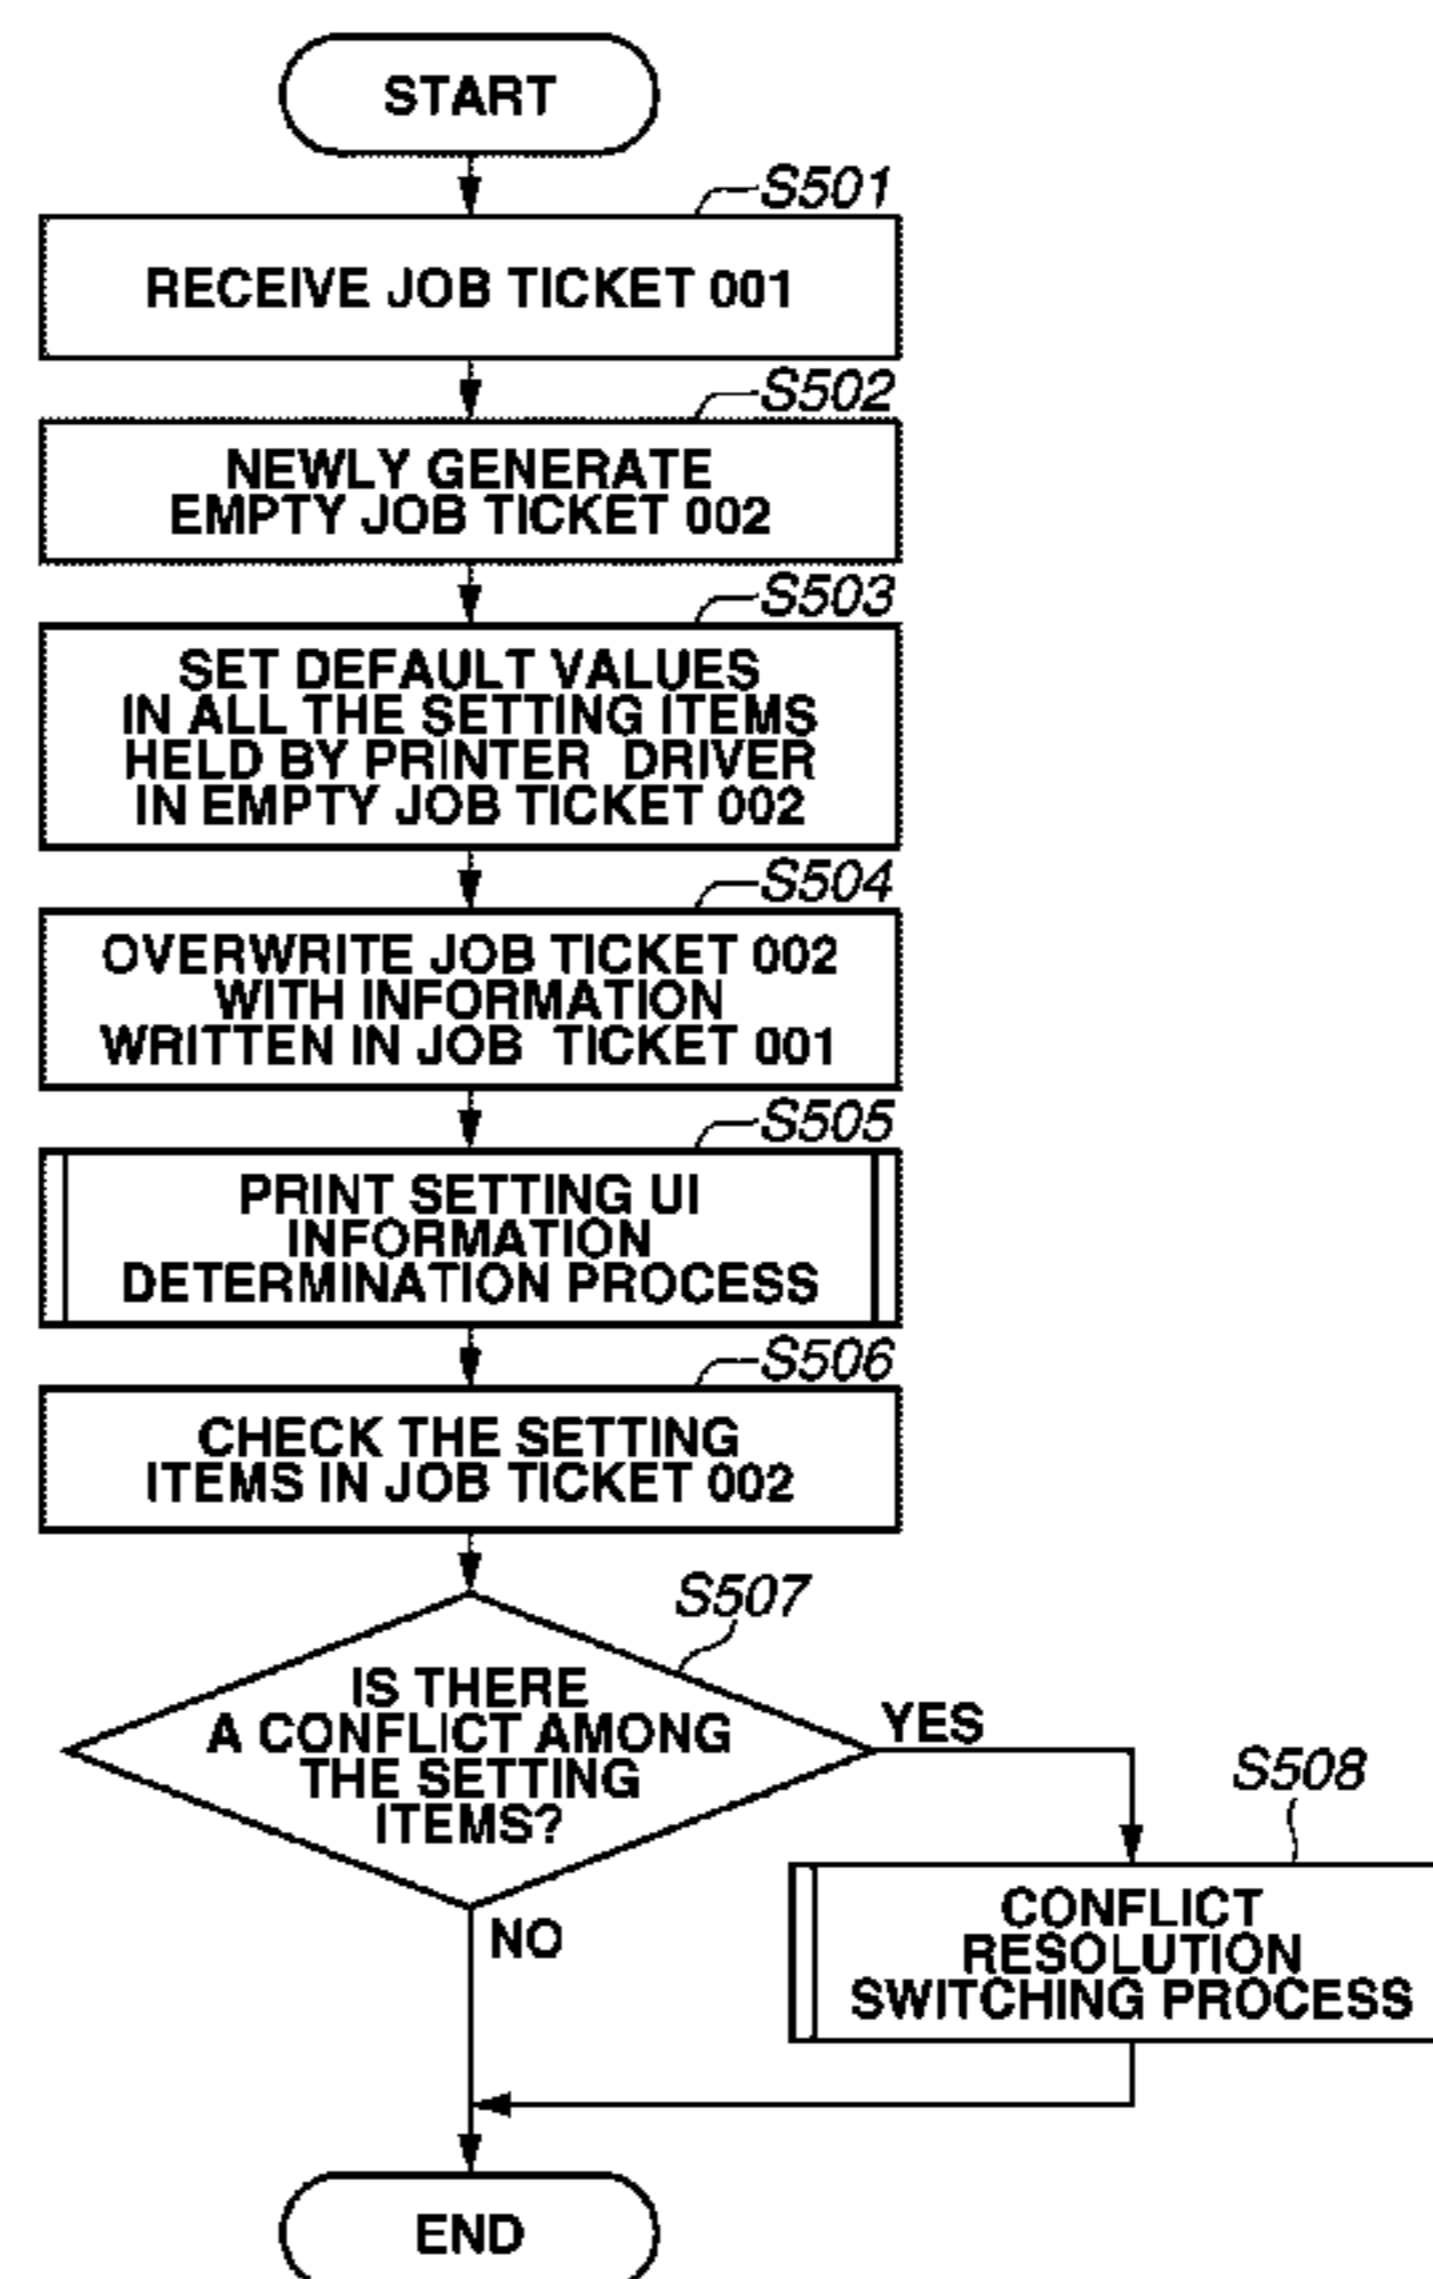 START
S501
RECEIVE JOB TICKET 001
S502
NEWLY GENERATE
EMPTY JOB TICKET 002
S503
SET DEFAULT VALUES
IN ALL THE SETTING ITEMS
HELD BY PRINTER DRIVER
IN EMPTY JOB TICKET 002
S504
OVERWRITE JOB TICKET 002
WITH INFORMATION
WRITTEN IN JOB TICKET 001
S505
PRINT SETTING UI
INFORMATION
DETERMINATION PROCESS
S506
CHECK THE SETTING
ITEMS IN JOB TICKET 002
S507
IS THERE
A CONFLICT AMONG
THE SETTING
ITEMS?
YES
S508
CONFLICT
RESOLUTION
SWITCHING PROCESS
NO
END